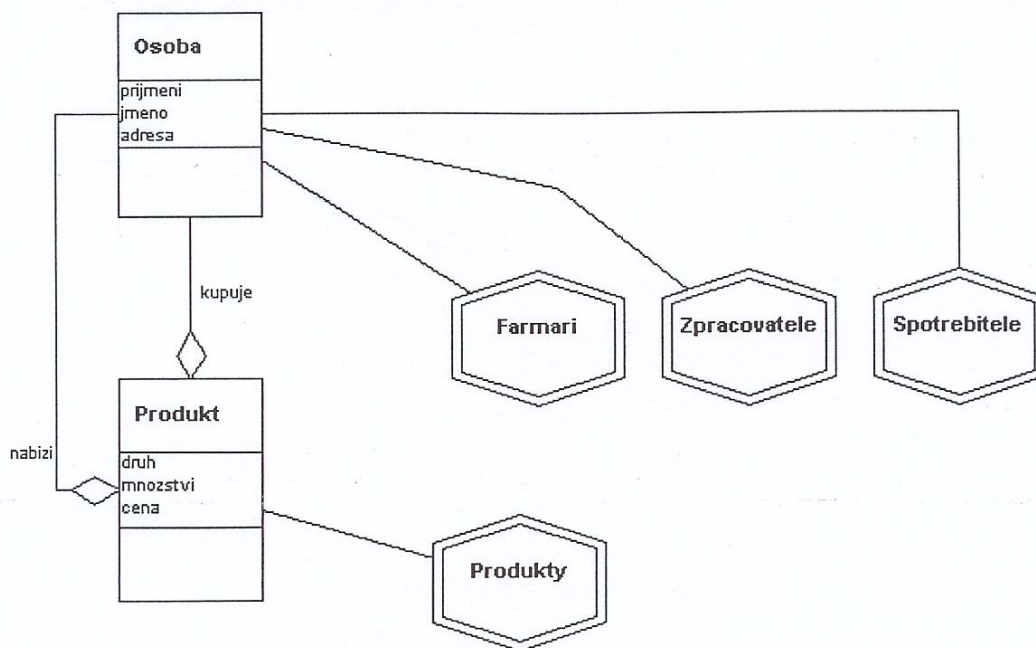 Osoba
prijmeni
jmeno
adresa
kupuje
Farmari
Zpracovatele
Spotrebitele
Produkt
nabizi
druh
mnozstvi
cena
Produkty